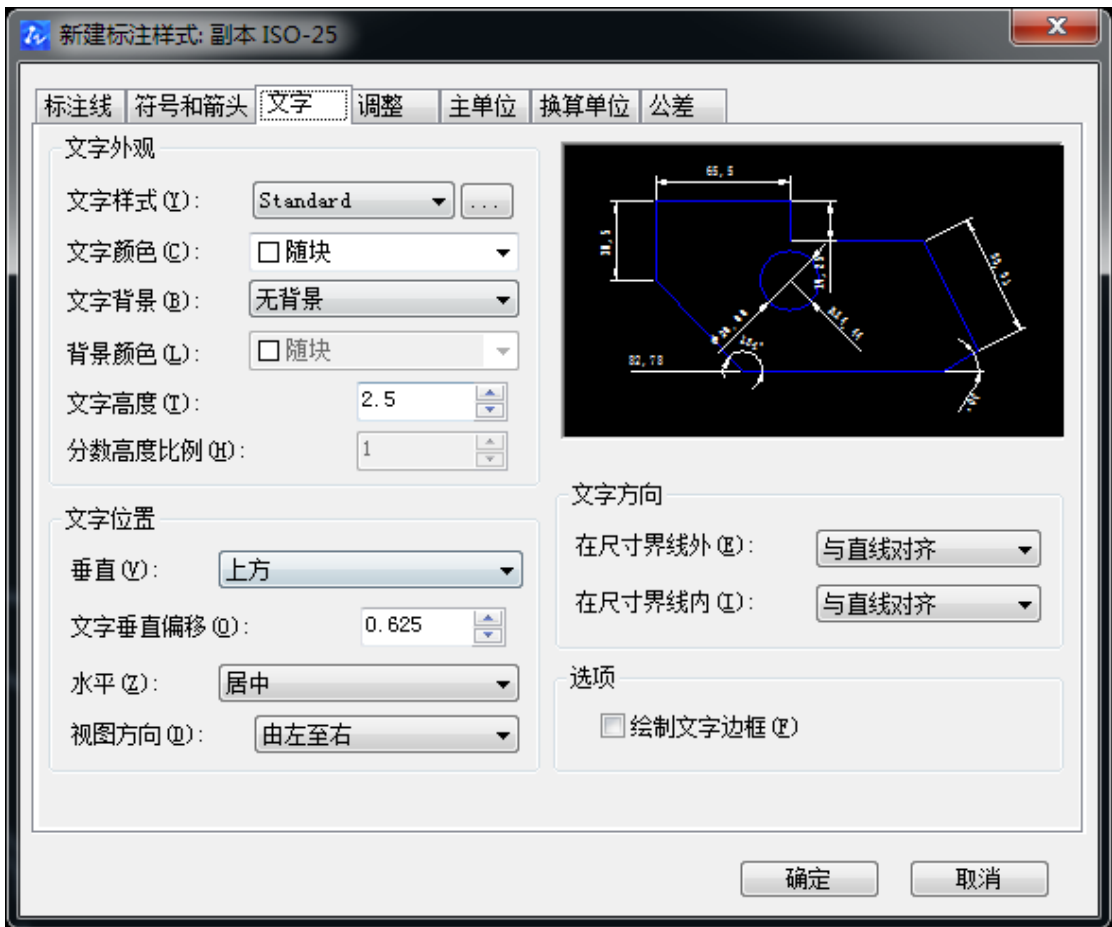 新建标注样式: 副本 ISO-25
标注线 符号和箭头 文字 调整 主单位 换算单位 公差
文字外观
文字样式(Y): Standard ...
文字颜色(C): 随块
文字背景(B): 无背景
背景颜色(L): 随块
文字高度(T): 2.5
分数高度比例(H): 1
文字位置
垂直(V): 上方
文字垂直偏移(O): 0.625
水平(Z): 居中
视图方向(D): 由左至右
65,5
38,5
19,25
82,78
文字方向
在尺寸界线外(E): 与直线对齐
在尺寸界线内(I): 与直线对齐
选项
绘制文字边框(F)
确定 取消